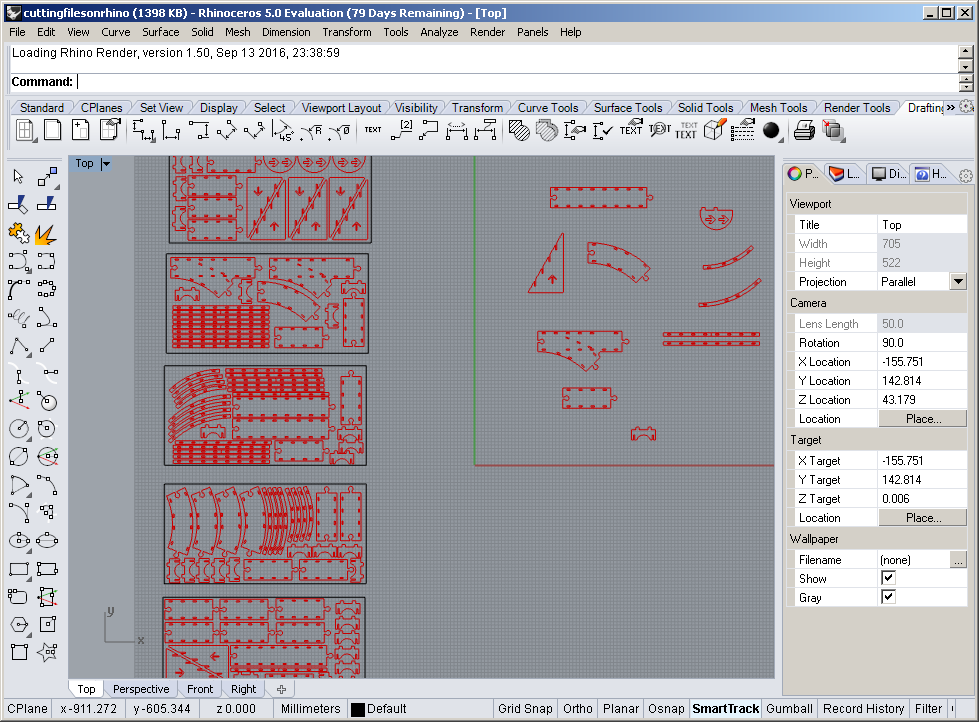 cuttingfilesonrhino (1398 KB) - Rhinoceros 5.0 Evaluation (79 Days Remaining) - [Top]
File Edit View Curve Surface Solid Mesh Dimension Transform Tools Analyze Render Panels Help
Loading Rhino Render, version 1.50, Sep 13 2016, 23:38:59
Command:
Standard CPlanes Set View Display Select Viewport Layout Visibility Transform Curve Tools Surface Tools Solid Tools Mesh Tools Render Tools Drafting
TEXT TEXT TEXT TEXT TEXT
Top
P... L... Di... H...
Viewport
Title Top
Width 705
Height 522
Projection Parallel
Camera
Lens Length 50.0
Rotation 90.0
X Location -155.751
Y Location 142.814
Z Location 43.179
Location Place...
Target
X Target -155.751
Y Target 142.814
Z Target 0.006
Location Place...
Wallpaper
Filename (none) ...
Show
Gray
y
x
Top Perspective Front Right
CPlane x -911.272 y -605.344 z 0.000 Millimeters Default Grid Snap Ortho Planar Osnap SmartTrack Gumball Record History Filter